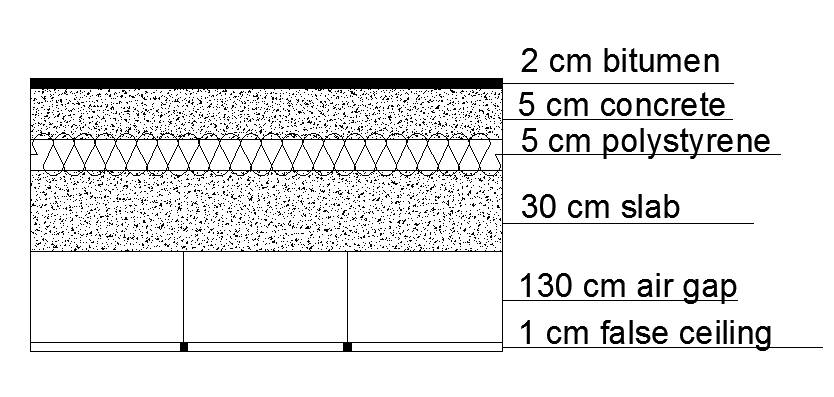 2 cm bitumen
5 cm concrete
5 cm polystyrene
30 cm slab
130 cm air gap
1 cm false ceiling